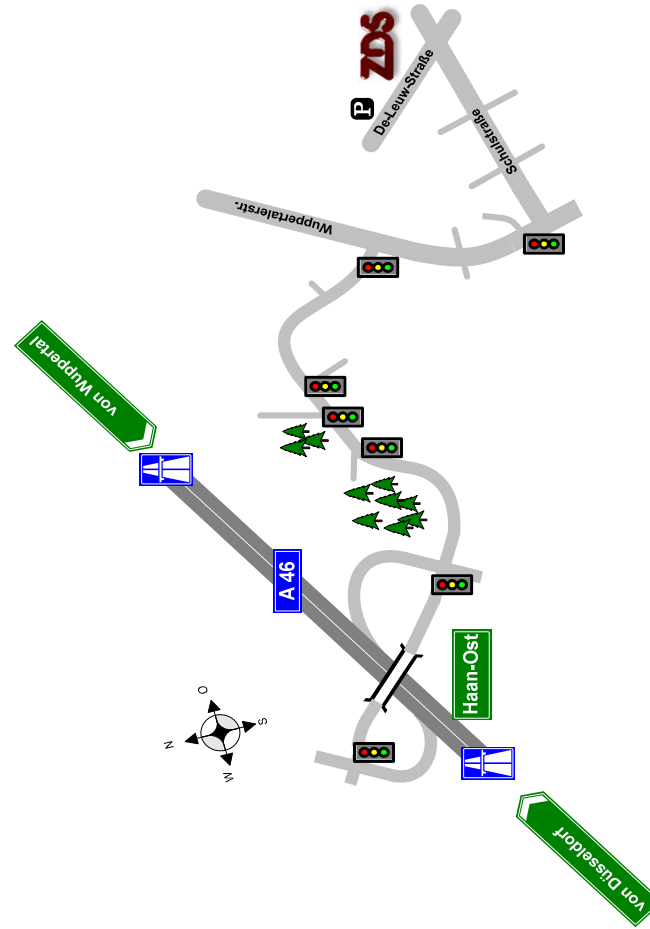 ZDS
P
De-Leuw-Straße
Schulstraße
Wuppertalerstr.
von Wuppertal
A 46
Haan-Ost
O
S
N
W
von Düsseldorf